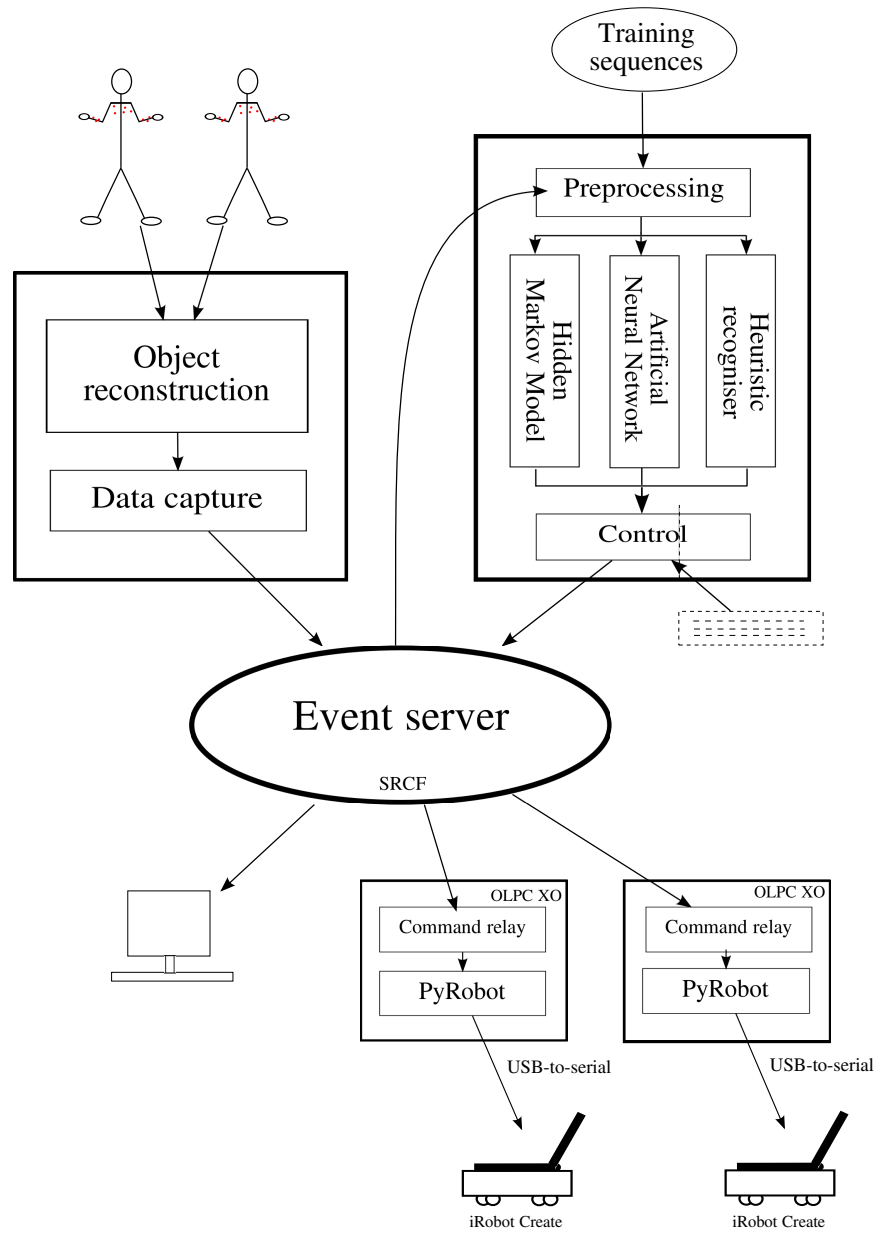 Training
sequences
Preprocessing
Hidden
Markov Model
Artificial
Neural Network
Heuristic
recogniser
Object
reconstruction
Data capture
Control
Event server
SRCF
OLPC XO
Command relay
PyRobot
USB-to-serial
iRobot Create
OLPC XO
Command relay
PyRobot
USB-to-serial
iRobot Create